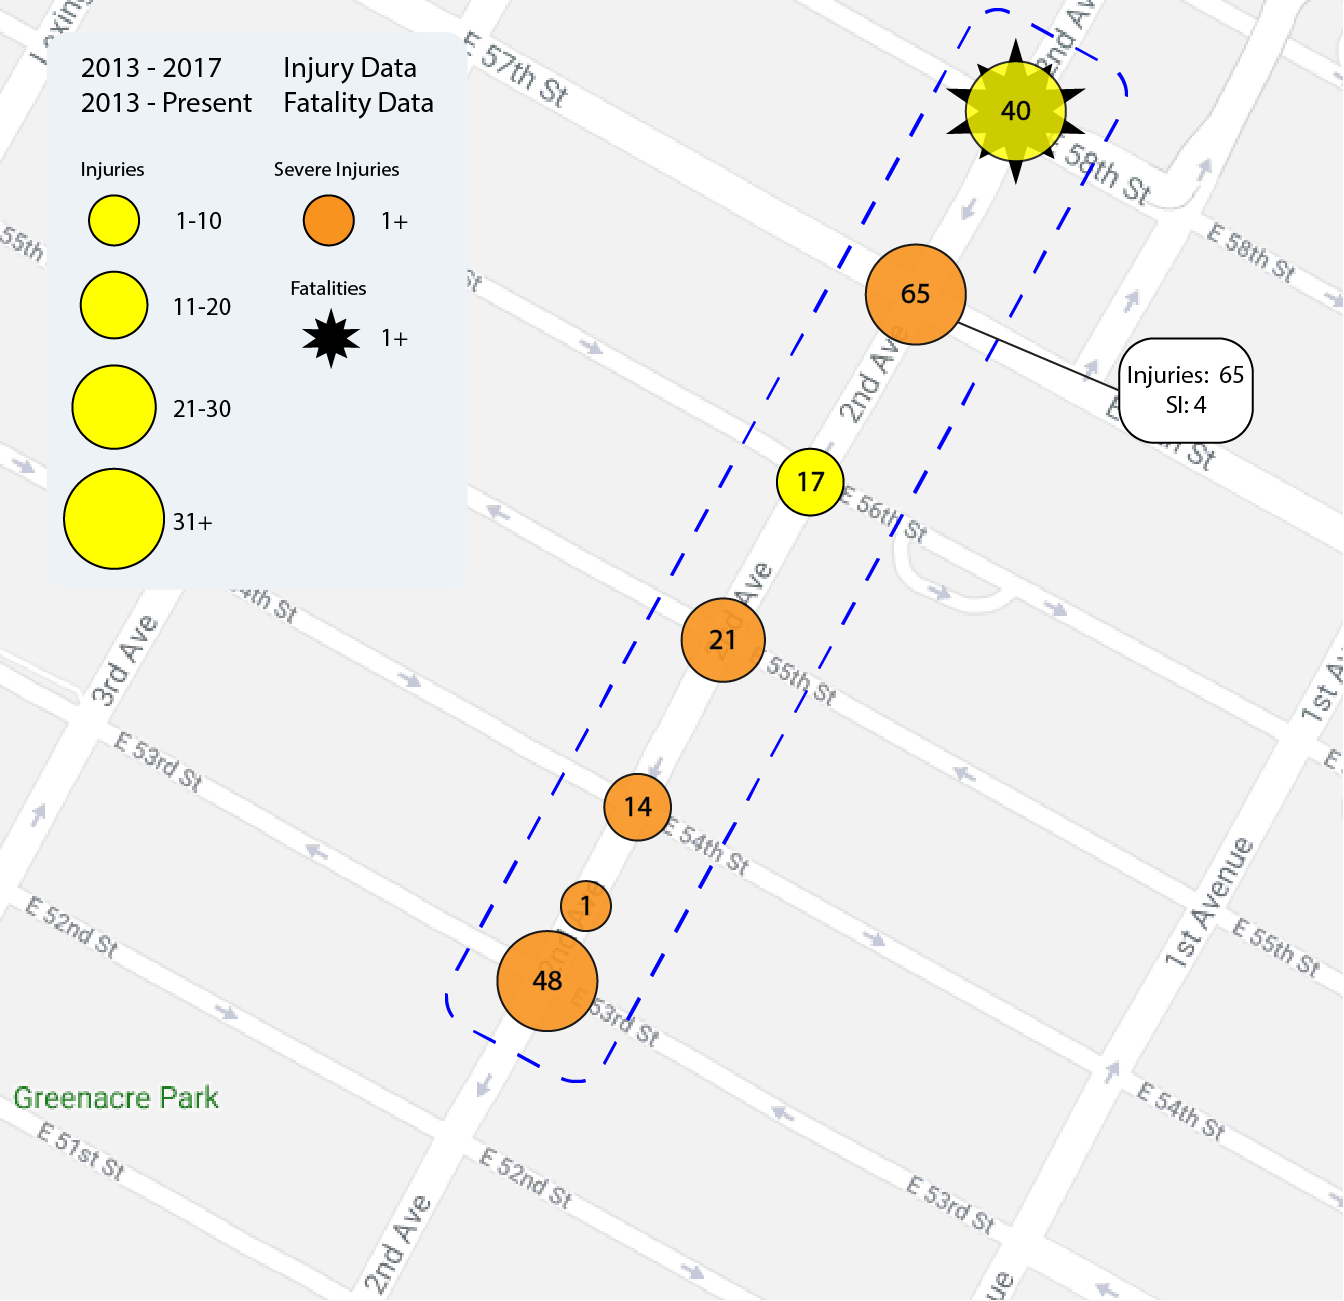 2013 - 2017 Injury Data
2013 - Present Fatality Data
Injuries
Severe Injuries
1-10
1+
11-20
Fatalities
1+
21-30
31+
E 57th St
2nd Av
40
E 58th St
E 58th St
55th
St
65
Injuries: 65
SI: 4
St
2nd Ave
17
E 56th St
Ave
21
E 55th St
4th St
3rd Ave
1st Av
E 53rd St
14
E 54th St
1st Avenue
1
2nd Ave
48
E 53rd St
E 52nd St
E 55th St
Greenacre Park
E 51st St
E 54th St
E 52nd St
E 53rd St
2nd Ave
ue